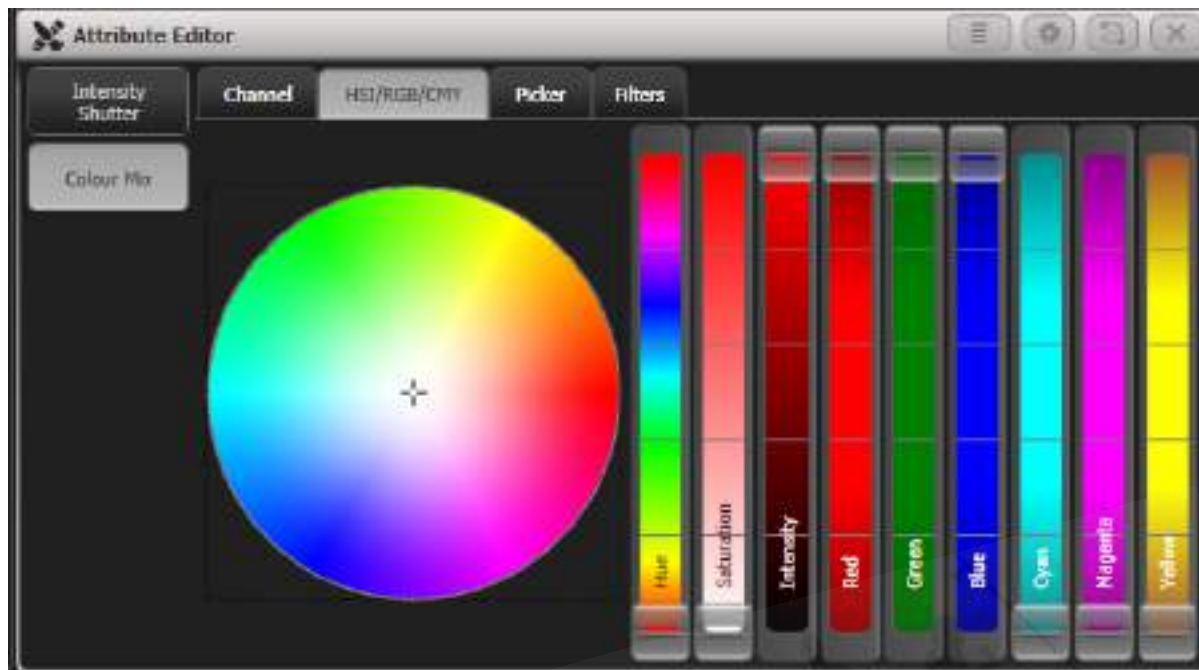 Attribute Editor
Intensity
Shutter
Channel
HSI/RGB/CMY
Picker
Filters
Colour Mix
Hue
Saturation
Intensity
Red
Green
Blue
Cyan
Magenta
Yellow